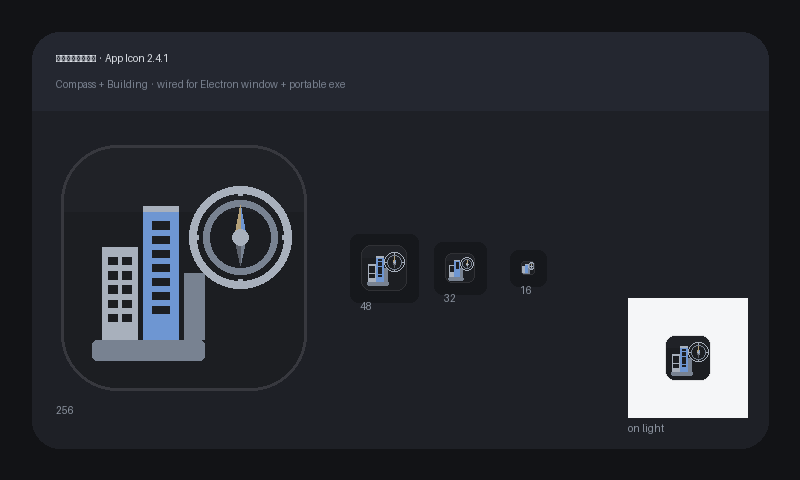 · App Icon 2.4.1
Compass + Building · wired for Electron window + portable exe
48
32
16
256
on light